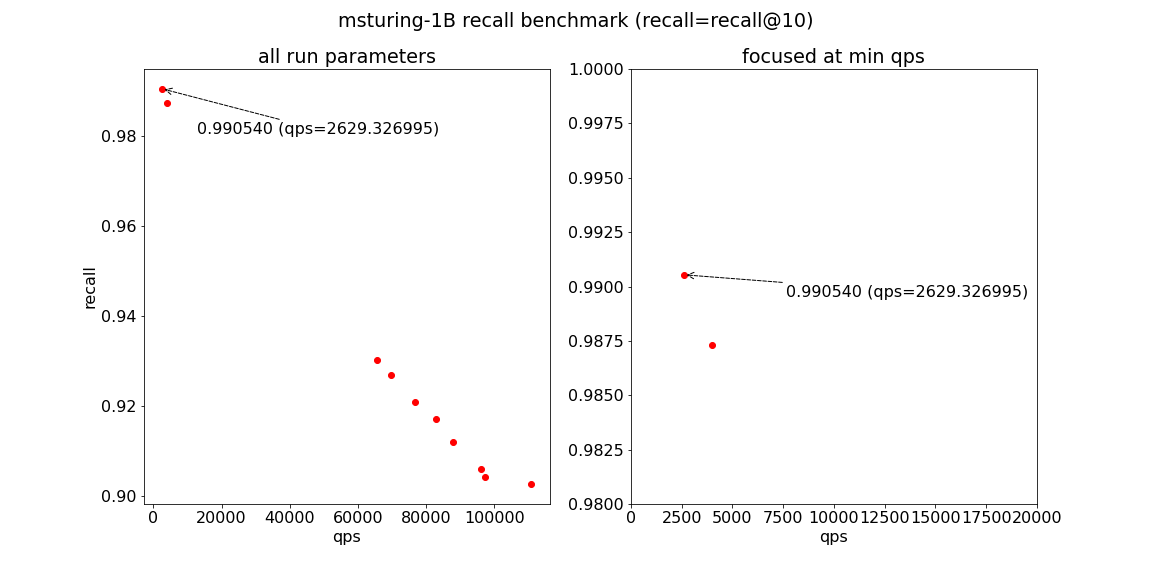 msturing-1B recall benchmark (recall=recall@10)
all run parameters
0.98
0.96
0.94
0.92
0.90
recall
0.990540 (qps=2629.326995)
0 20000 40000 60000 80000 100000
qps
focused at min qps
1.0000
0.9975
0.9950
0.9925
0.9900
0.9875
0.9850
0.9825
0.9800
0.990540 (qps=2629.326995)
0 2500 5000 7500 10000 12500 15000 17500 20000
qps